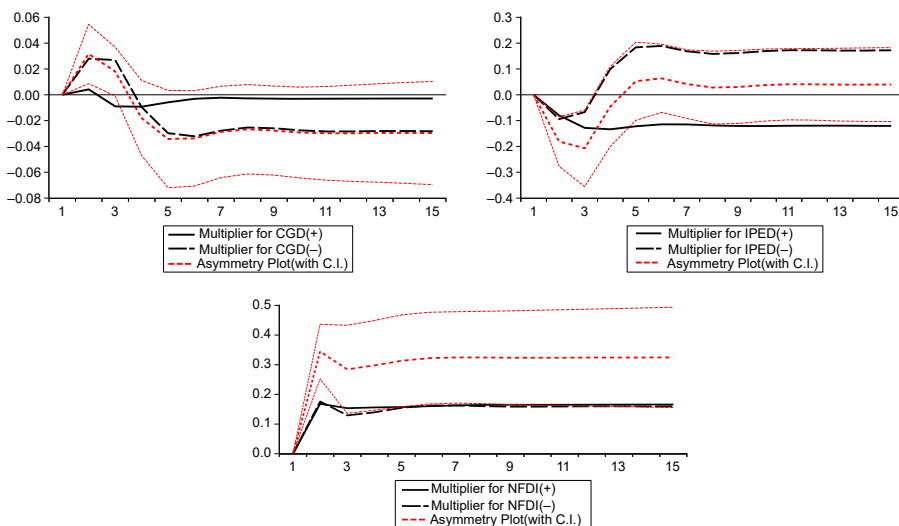 0.06
0.04
0.02
0.00
–0.02
–0.04
–0.06
–0.08
1 3 5 7 9 11 13 15
Multiplier for CGD(+)
Multiplier for CGD(–)
Asymmetry Plot(with C.I.)
0.3
0.2
0.1
0.0
–0.1
–0.2
–0.3
–0.4
1 3 5 7 9 11 13 15
Multiplier for IPED(+)
Multiplier for IPED(–)
Asymmetry Plot(with C.I.)
0.5
0.4
0.3
0.2
0.1
0.0
1 3 5 7 9 11 13 15
Multiplier for NFDI(+)
Multiplier for NFDI(–)
Asymmetry Plot(with C.I.)